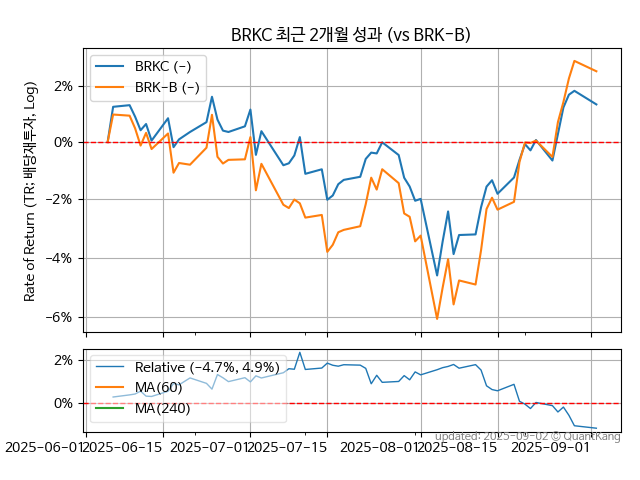 BRKC 최근 2개월 성과 (vs BRK-B)
Rate of Return (TR: 배당재투자, Log)
BRKC (-)
BRK-B (-)
2%
0%
−2%
−4%
−6%
Relative (-4.7%, 4.9%)
MA(60)
MA(240)
2%
0%
updated: 2025-09-02 © QuantKang
2025-06-01
2025-06-15
2025-07-01
2025-07-15
2025-08-01
2025-08-15
2025-09-01